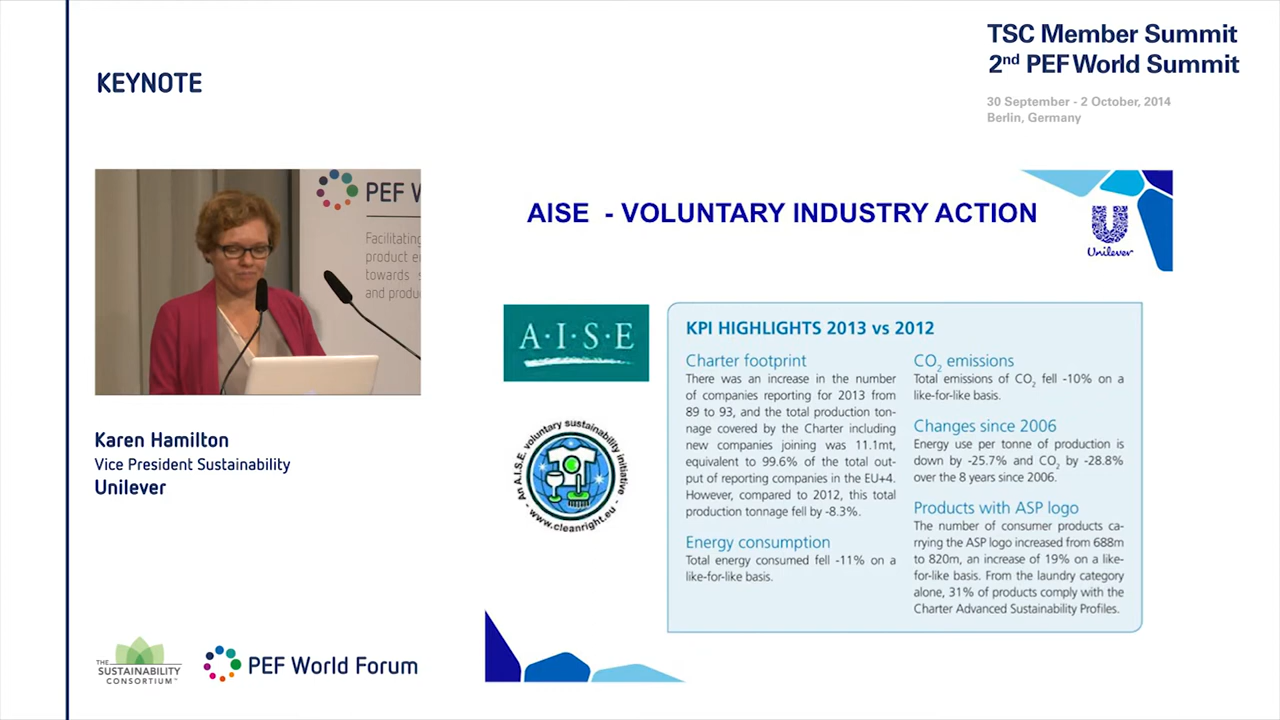 TSC Member Summit
2nd PEF World Summit
30 September - 2 October, 2014
Berlin, Germany
KEYNOTE
PEF W
Facilitating
product e
towards s
and produ
Karen Hamilton
Vice President Sustainability
Unilever
THE
SUSTAINABILITY
CONSORTIUM™
PEF World Forum
AISE - VOLUNTARY INDUSTRY ACTION
Unilever
A·I·S·E
An A.I.S.E. voluntary sustainability initiative
- www.cleanright.eu -
KPI HIGHLIGHTS 2013 vs 2012
Charter footprint
There was an increase in the number
of companies reporting for 2013 from
89 to 93, and the total production ton-
nage covered by the Charter including
new companies joining was 11.1mt,
equivalent to 99.6% of the total out-
put of reporting companies in the EU+4.
However, compared to 2012, this total
production tonnage fell by -8.3%.
Energy consumption
Total energy consumed fell -11% on a
like-for-like basis.
CO2 emissions
Total emissions of CO2 fell -10% on a
like-for-like basis.
Changes since 2006
Energy use per tonne of production is
down by -25.7% and CO2 by -28.8%
over the 8 years since 2006.
Products with ASP logo
The number of consumer products ca-
rrying the ASP logo increased from 688m
to 820m, an increase of 19% on a like-
for-like basis. From the laundry category
alone, 31% of products comply with the
Charter Advanced Sustainability Profiles.